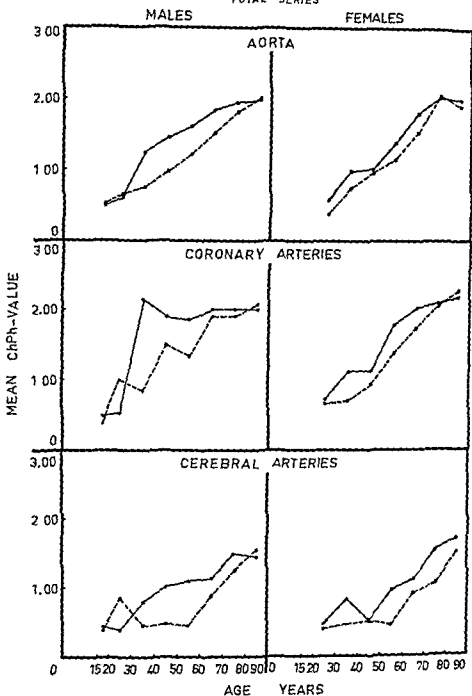 TOTAL SERIES
MALES FEMALES
AORTA
3 00
2.00
1 00
0
CORONARY ARTERIES
3 00
2.00
1 00
0
MEAN ChPh-VALUE
CEREBRAL ARTERIES
3.00
2 00
1.00
0 15 20 30 40 50 60 70 80 90 0 15 20 30 40 50 60 70 80 90
AGE YEARS